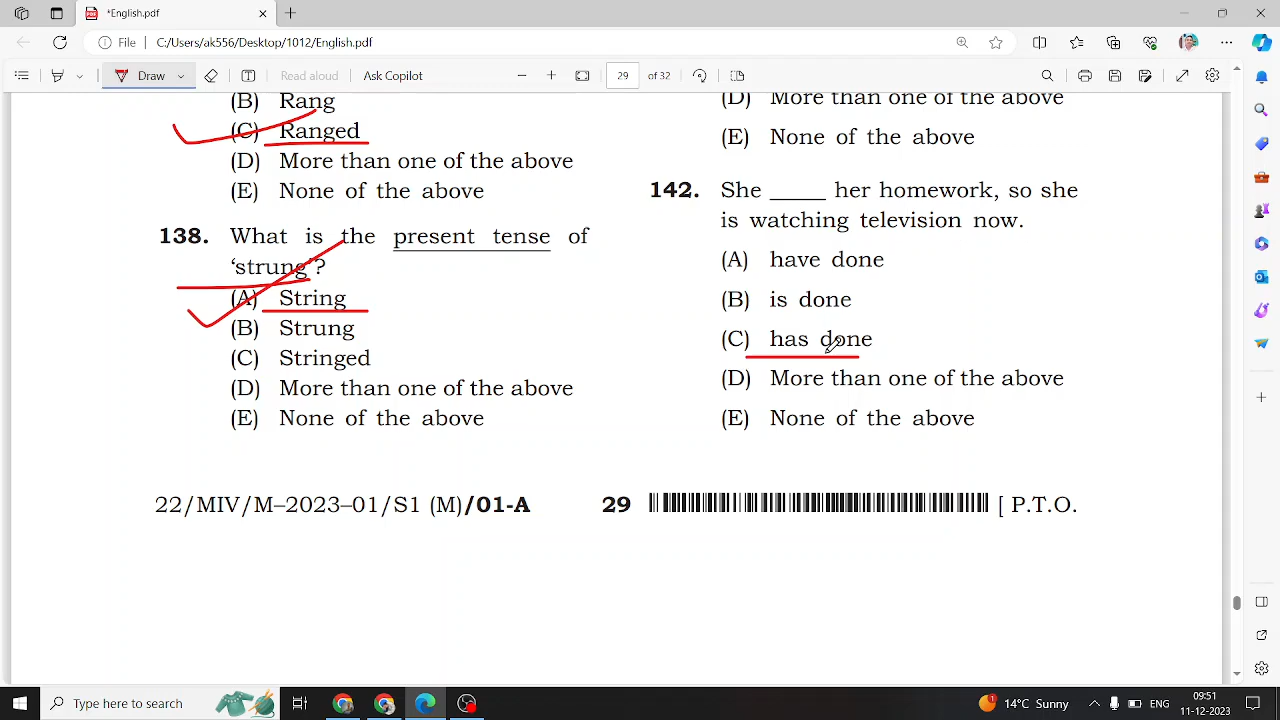 *English.pdf
File C:/Users/ak556/Desktop/1012/English.pdf
Draw Read aloud Ask Copilot 29 of 32
(B) Rang
(C) Ranged
(D) More than one of the above
(E) None of the above
138. What is the present tense of
‘strung’?
(A) String
(B) Strung
(C) Stringed
(D) More than one of the above
(E) None of the above
(D) More than one of the above
(E) None of the above
142. She _____ her homework, so she
is watching television now.
(A) have done
(B) is done
(C) has done
(D) More than one of the above
(E) None of the above
22/MIV/M–2023–01/S1 (M)/01-A 29 [ P.T.O.
Type here to search 1 14°C Sunny ENG 09:51
11-12-2023